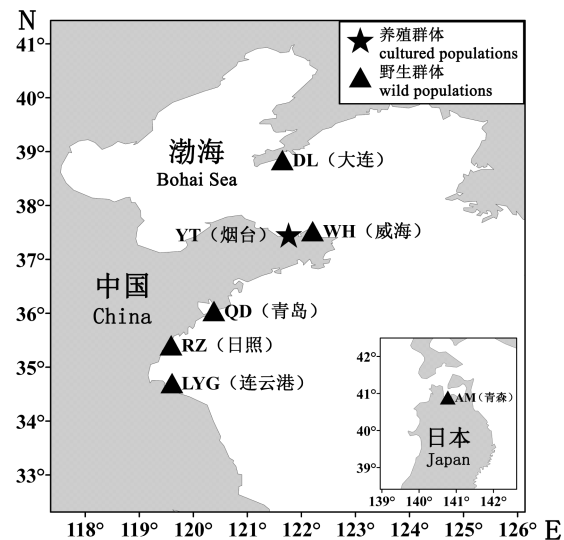 N
养殖群体
cultured populations
野生群体
wild populations
41°
40°
39°
38°
37°
36°
35°
34°
33°
渤海
Bohai Sea
DL（大连）
YT（烟台）
WH（威海）
中国
China
QD（青岛）
RZ（日照）
LYG（连云港）
42°
41°
40°
39°
AM（青森）
日本
Japan
139° 140° 141° 142°
118° 119° 120° 121° 122° 123° 124° 125° 126° E